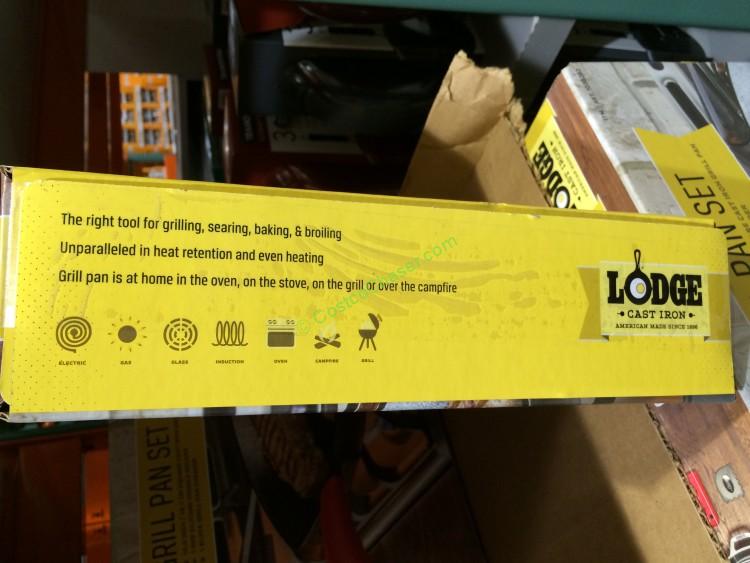 The right tool for grilling, searing, baking, & broiling
Unparalleled in heat retention and even heating
Grill pan is at home in the oven, on the stove, on the grill or over the campfire
ELECTRIC GAS GLASS INDUCTION OVEN CAMPFIRE GRILL
LODGE
CAST IRON
AMERICAN MADE SINCE 1896
LODGE
CAST IRON
PAN SET
GRILL PAN SET